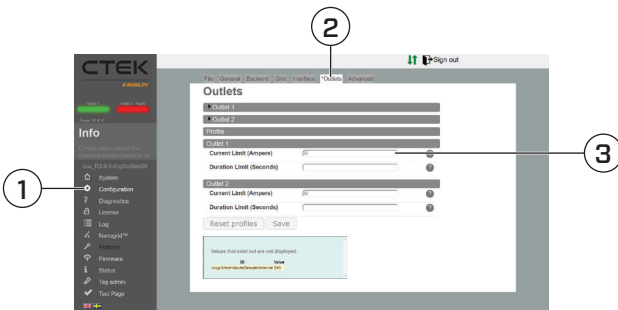 2
CTEK
E-MOBILITY
Sign out
File General Backend Grid Interface *Outlets Advanced
Outlets
Outlet 1
Outlet 2
Profile
Outlet 1
Current Limit (Ampers)
?
3
Duration Limit (Seconds)
?
Outlet 2
Current Limit (Ampers)
?
Duration Limit (Seconds)
?
Reset profiles Save
Values that exist but are not displayed.
ID Value
Info
System
1
Configuration
? Diagnostics
License
Log
Nanogrid™
Platform
Firmware
i Status
Tag admin
Test Page